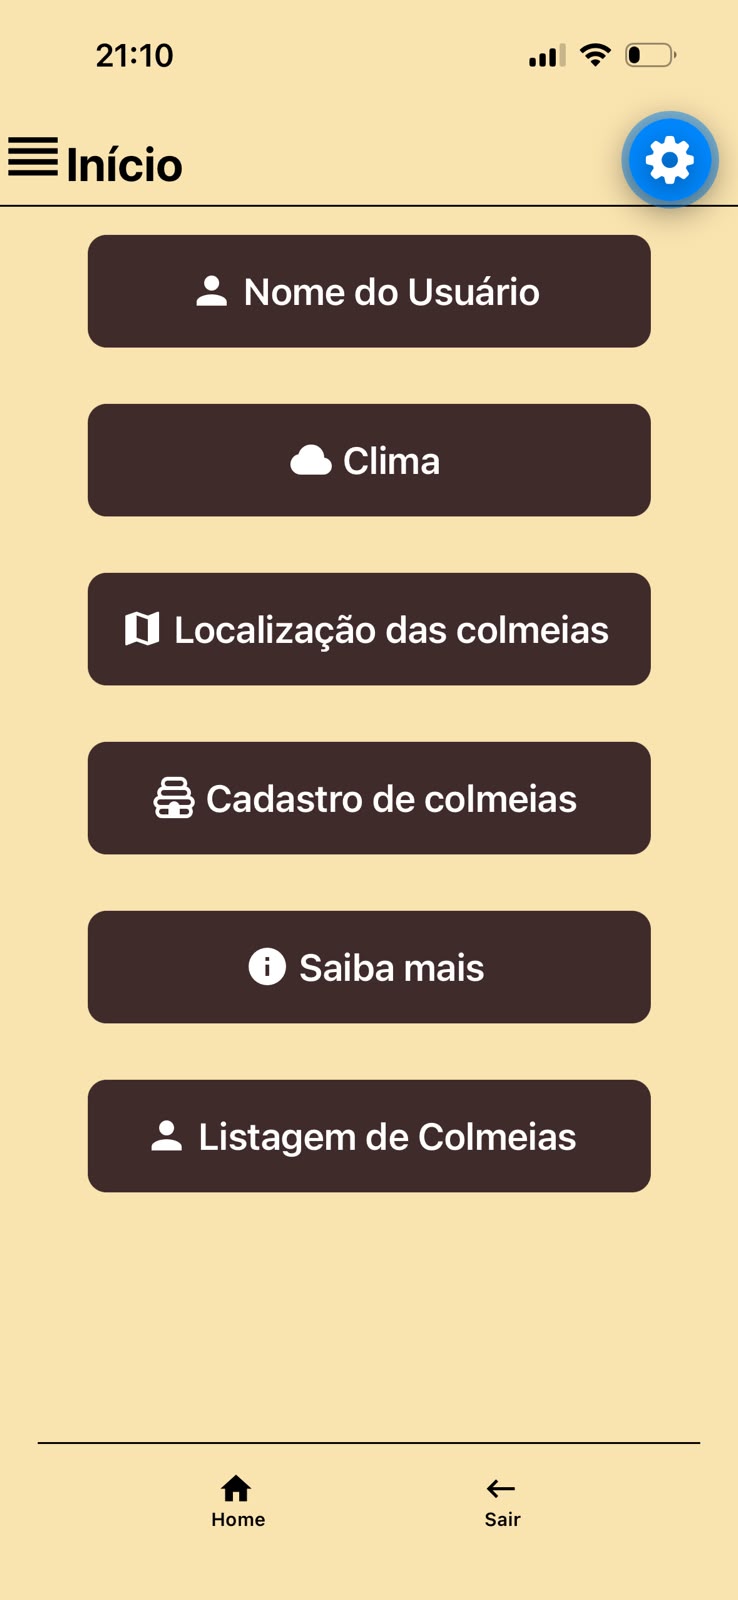 21:10
Início
Nome do Usuário
Clima
Localização das colmeias
Cadastro de colmeias
Saiba mais
Listagem de Colmeias
Home
Sair